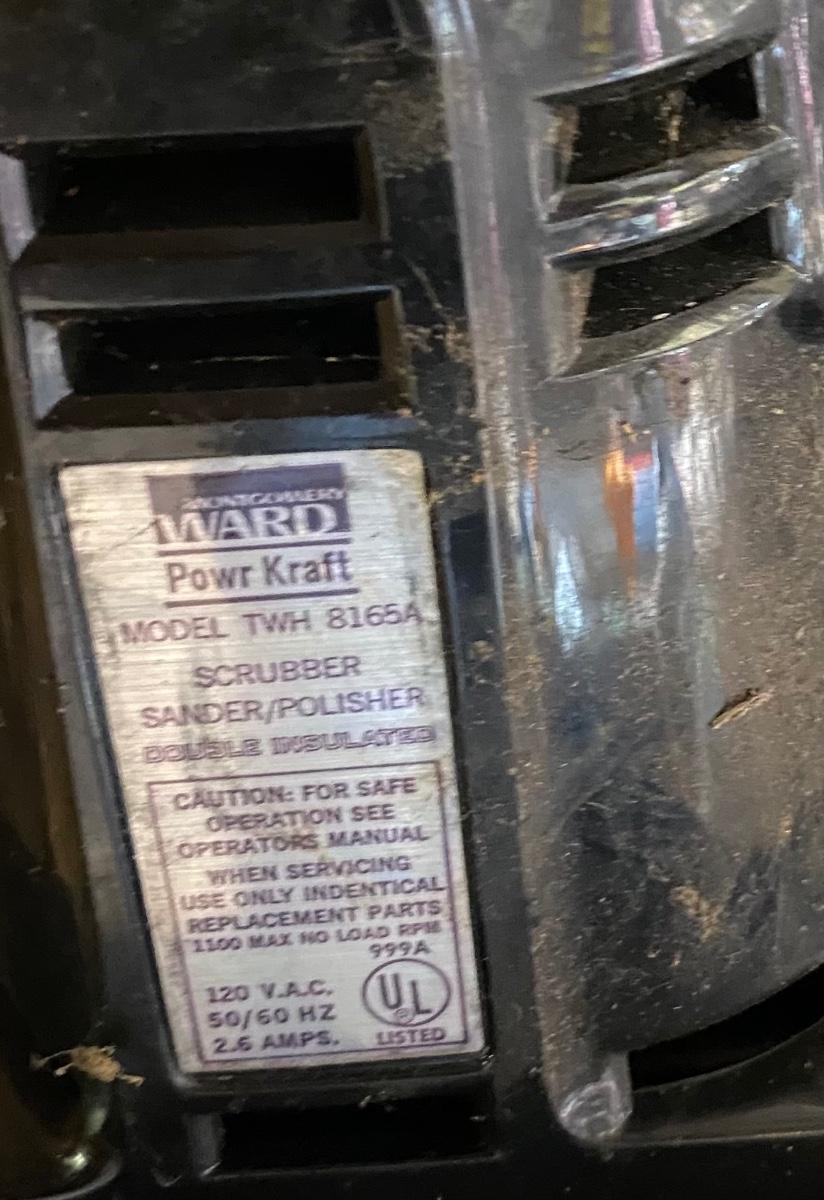 MONTGOMERY
WARD
Powr Kraft
MODEL TWH 8165A
SCRUBBER
SANDER/POLISHER
DOUBLE INSULATED
CAUTION: FOR SAFE
OPERATION SEE
OPERATORS MANUAL
WHEN SERVICING
USE ONLY INDENTICAL
REPLACEMENT PARTS
1100 MAX NO LOAD RPM
999A
120 V.A.C.
50/60 HZ
2.6 AMPS.
UL
®
LISTED